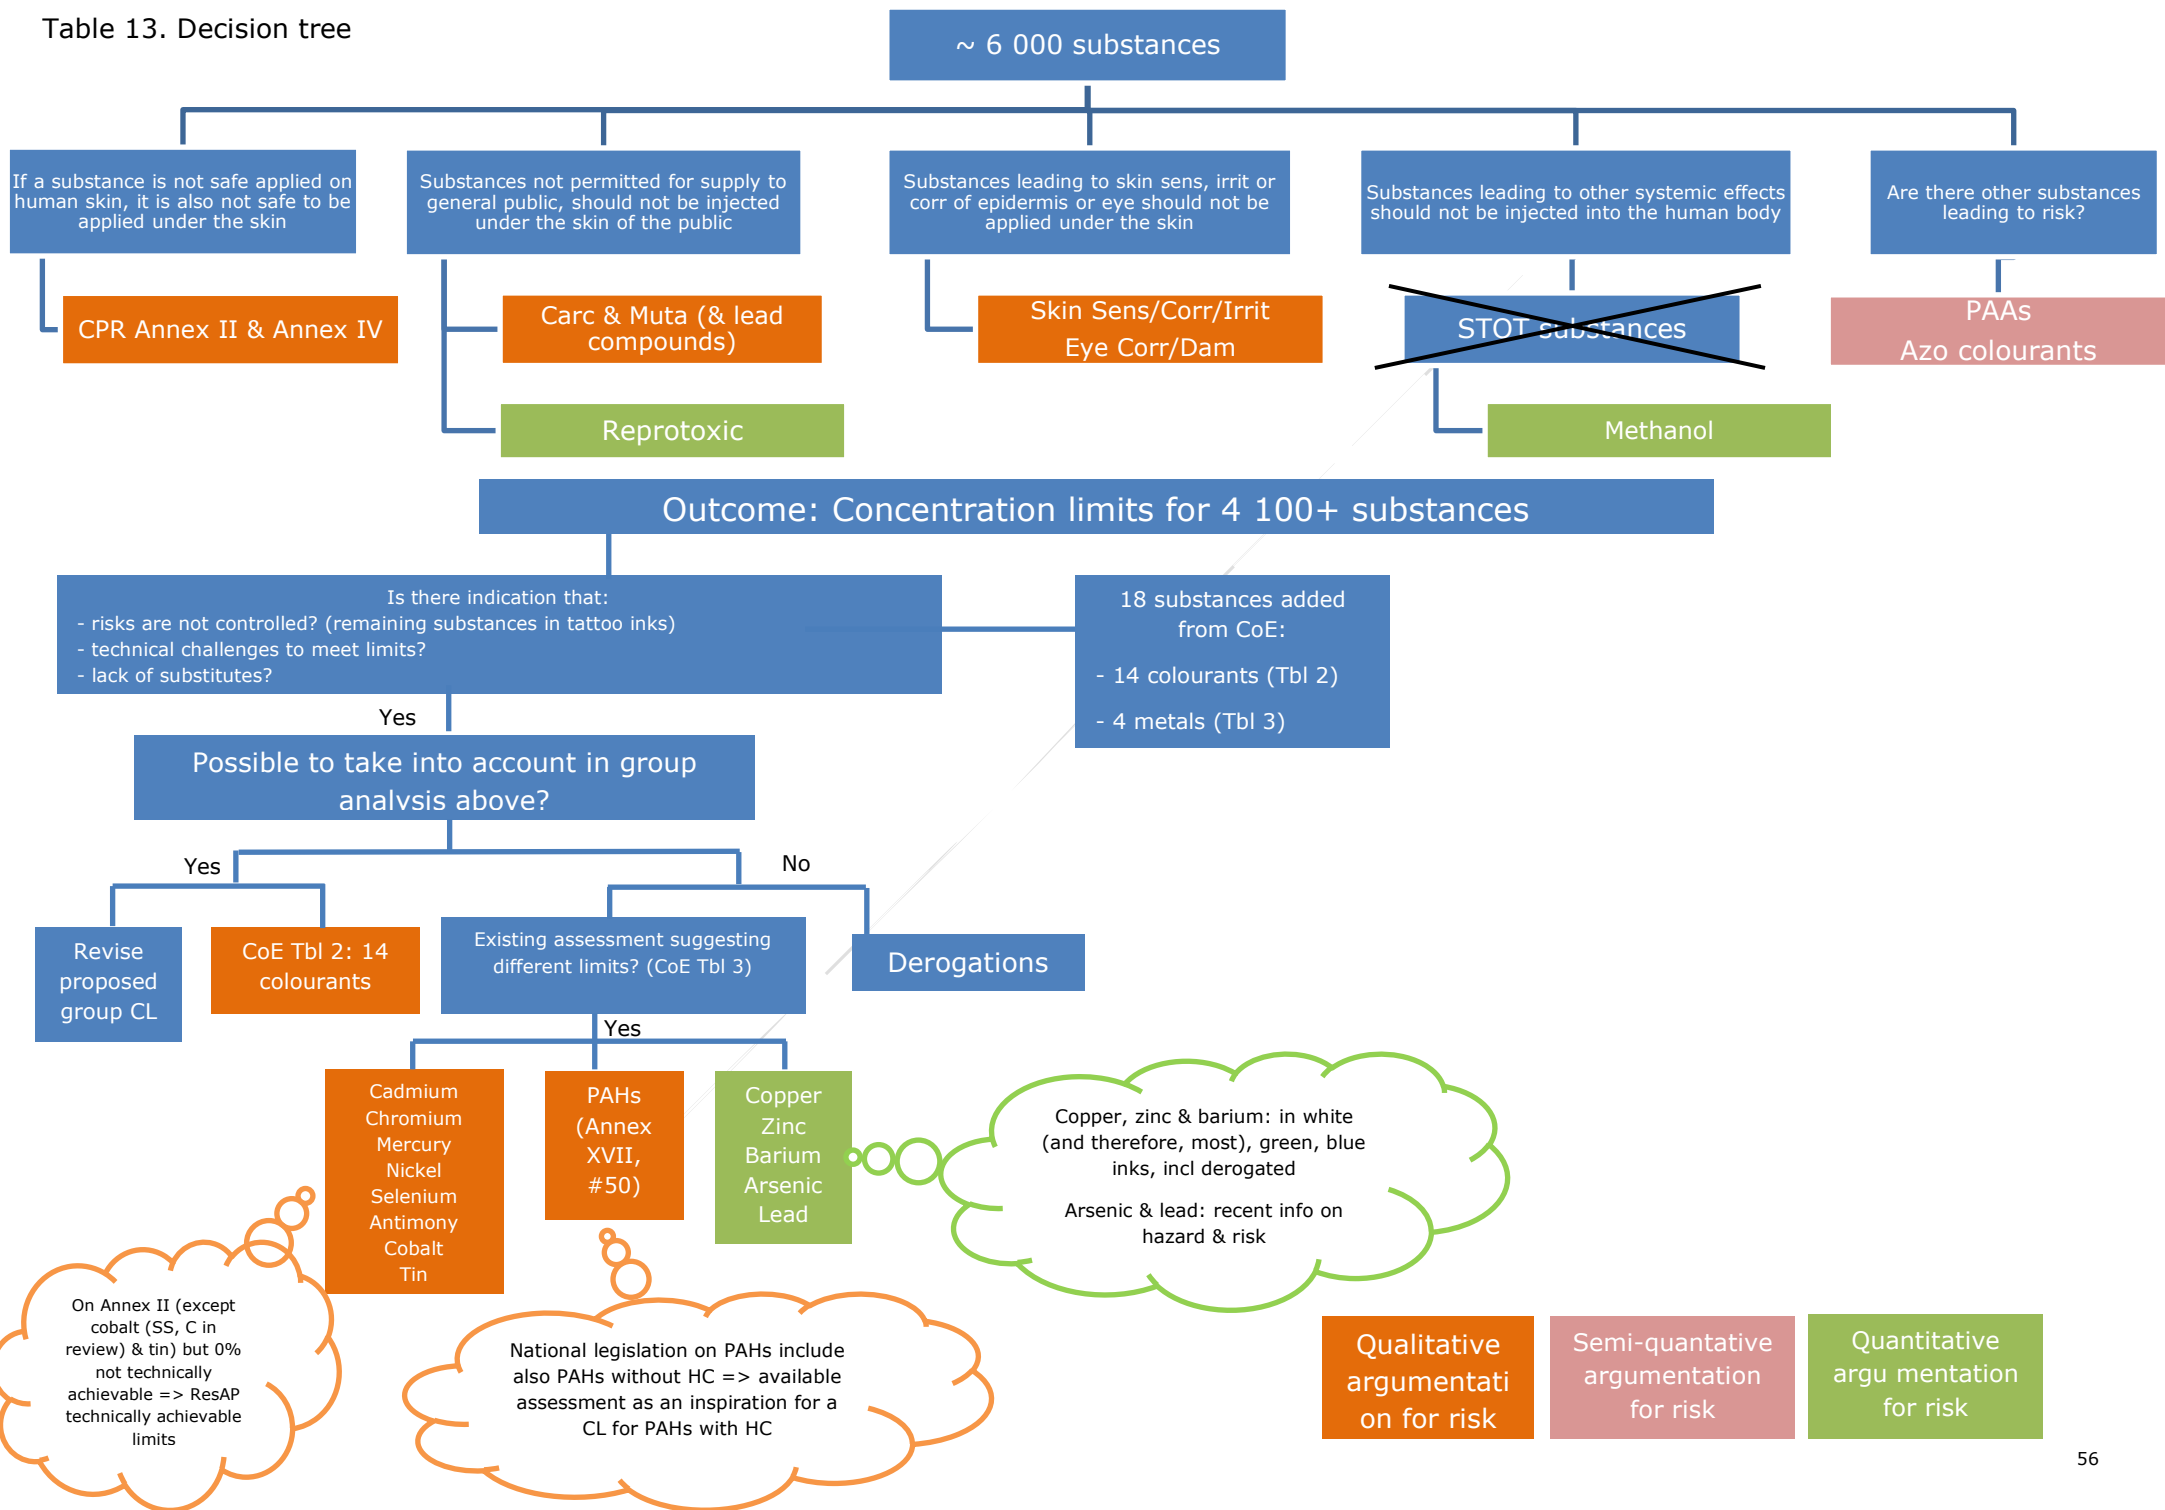 Table 13. Decision tree
~ 6 000 substances
If a substance is not safe applied on
human skin, it is also not safe to be
applied under the skin
Substances not permitted for supply to
general public, should not be injected
under the skin of the public
Substances leading to skin sens, irrit or
corr of epidermis or eye should not be
applied under the skin
Substances leading to other systemic effects
should not be injected into the human body
Are there other substances
leading to risk?
CPR Annex II & Annex IV
Carc & Muta (& lead
compounds)
Skin Sens/Corr/Irrit
Eye Corr/Dam
STOT substances
PAAs
Azo colourants
Reprotoxic
Methanol
Outcome: Concentration limits for 4 100+ substances
Is there indication that:
- risks are not controlled? (remaining substances in tattoo inks)
- technical challenges to meet limits?
- lack of substitutes?
18 substances added
from CoE:
- 14 colourants (Tbl 2)
- 4 metals (Tbl 3)
Yes
Possible to take into account in group
analysis above?
Yes
No
Revise
proposed
group CL
CoE Tbl 2: 14
colourants
Existing assessment suggesting
different limits? (CoE Tbl 3)
Derogations
Yes
Cadmium
Chromium
Mercury
Nickel
Selenium
Antimony
Cobalt
Tin
PAHs
(Annex
XVII,
#50)
Copper
Zinc
Barium
Arsenic
Lead
Copper, zinc & barium: in white
(and therefore, most), green, blue
inks, incl derogated
Arsenic & lead: recent info on
hazard & risk
On Annex II (except
cobalt (SS, C in
review) & tin) but 0%
not technically
achievable => ResAP
technically achievable
limits
National legislation on PAHs include
also PAHs without HC => available
assessment as an inspiration for a
CL for PAHs with HC
Qualitative
argumentati
on for risk
Semi-quantative
argumentation
for risk
Quantitative
argu mentation
for risk
56